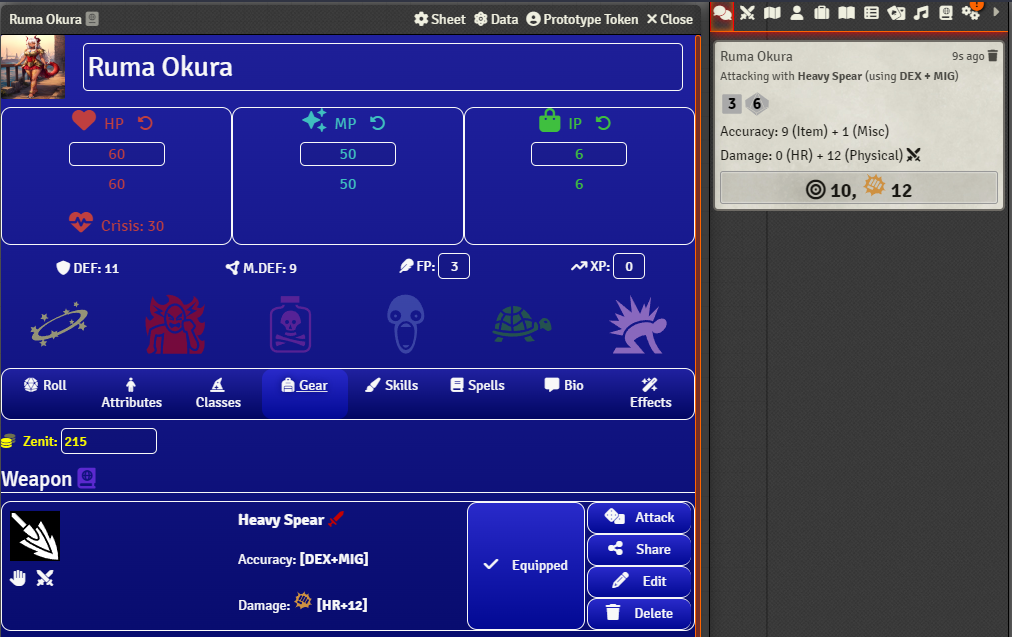 Ruma Okura
Sheet Data Prototype Token Close
Ruma Okura
HP
60
60
Crisis: 30
MP
50
50
IP
6
6
DEF: 11 M.DEF: 9 FP: 3 XP: 0
Roll Attributes Classes Gear Skills Spells Bio Effects
Zenit: 215
Weapon
Heavy Spear
Accuracy: [DEX+MIG]
Damage: [HR+12]
Equipped
Attack
Share
Edit
Delete
Ruma Okura 9s ago
Attacking with Heavy Spear (using DEX + MIG)
3 6
Accuracy: 9 (Item) + 1 (Misc)
Damage: 0 (HR) + 12 (Physical)
10, 12